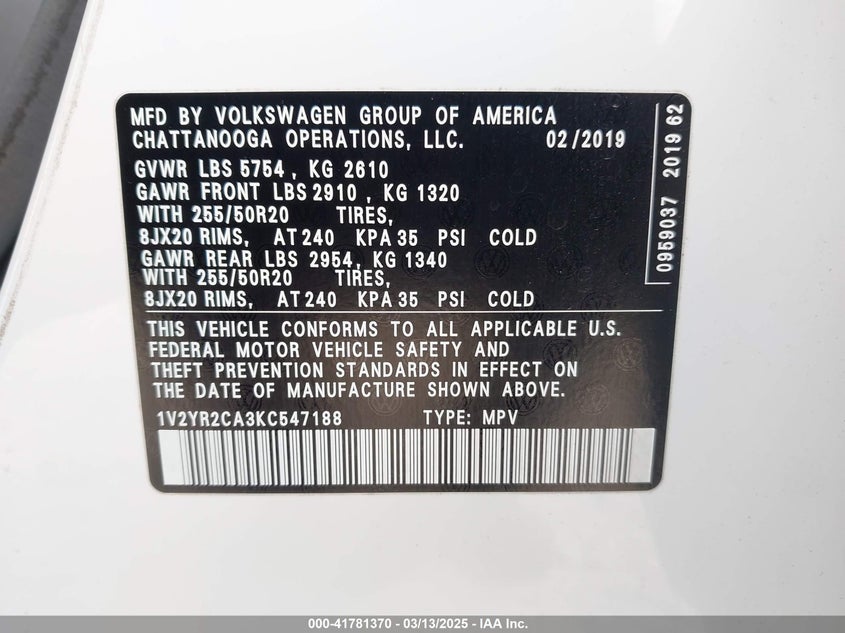 MFD BY VOLKSWAGEN GROUP OF AMERICA
CHATTANOOGA OPERATIONS, LLC. 02/2019
GVWR LBS 5754 , KG 2610
GAWR FRONT LBS 2910 , KG 1320
WITH 255/50R20 TIRES,
8JX20 RIMS, AT 240 KPA 35 PSI COLD
GAWR REAR LBS 2954, KG 1340
WITH 255/50R20 TIRES,
8JX20 RIMS, AT 240 KPA 35 PSI COLD
THIS VEHICLE CONFORMS TO ALL APPLICABLE U.S.
FEDERAL MOTOR VEHICLE SAFETY AND
THEFT PREVENTION STANDARDS IN EFFECT ON
THE DATE OF MANUFACTURE SHOWN ABOVE.
1V2YR2CA3KC547188 TYPE: MPV
0959037 2019 62
000-41781370 - 03/13/2025 - IAA Inc.